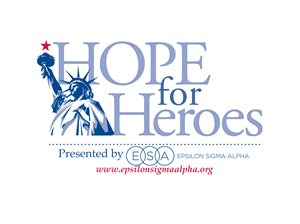 HOPE
for
Heroes
Presented by ESA EPSILON SIGMA ALPHA
www.epsilonsigmaalpha.org